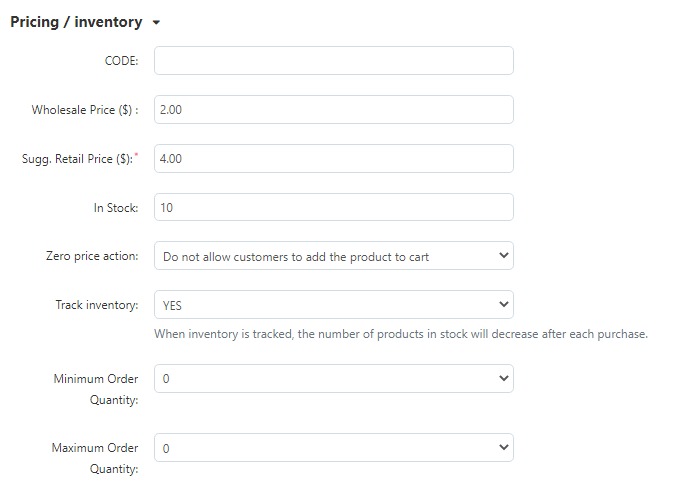 Pricing / inventory
CODE:
Wholesale Price ($) : 2.00
Sugg. Retail Price ($):* 4.00
In Stock: 10
Zero price action: Do not allow customers to add the product to cart
Track inventory: YES
When inventory is tracked, the number of products in stock will decrease after each purchase.
Minimum Order 0
Quantity:
Maximum Order 0
Quantity: